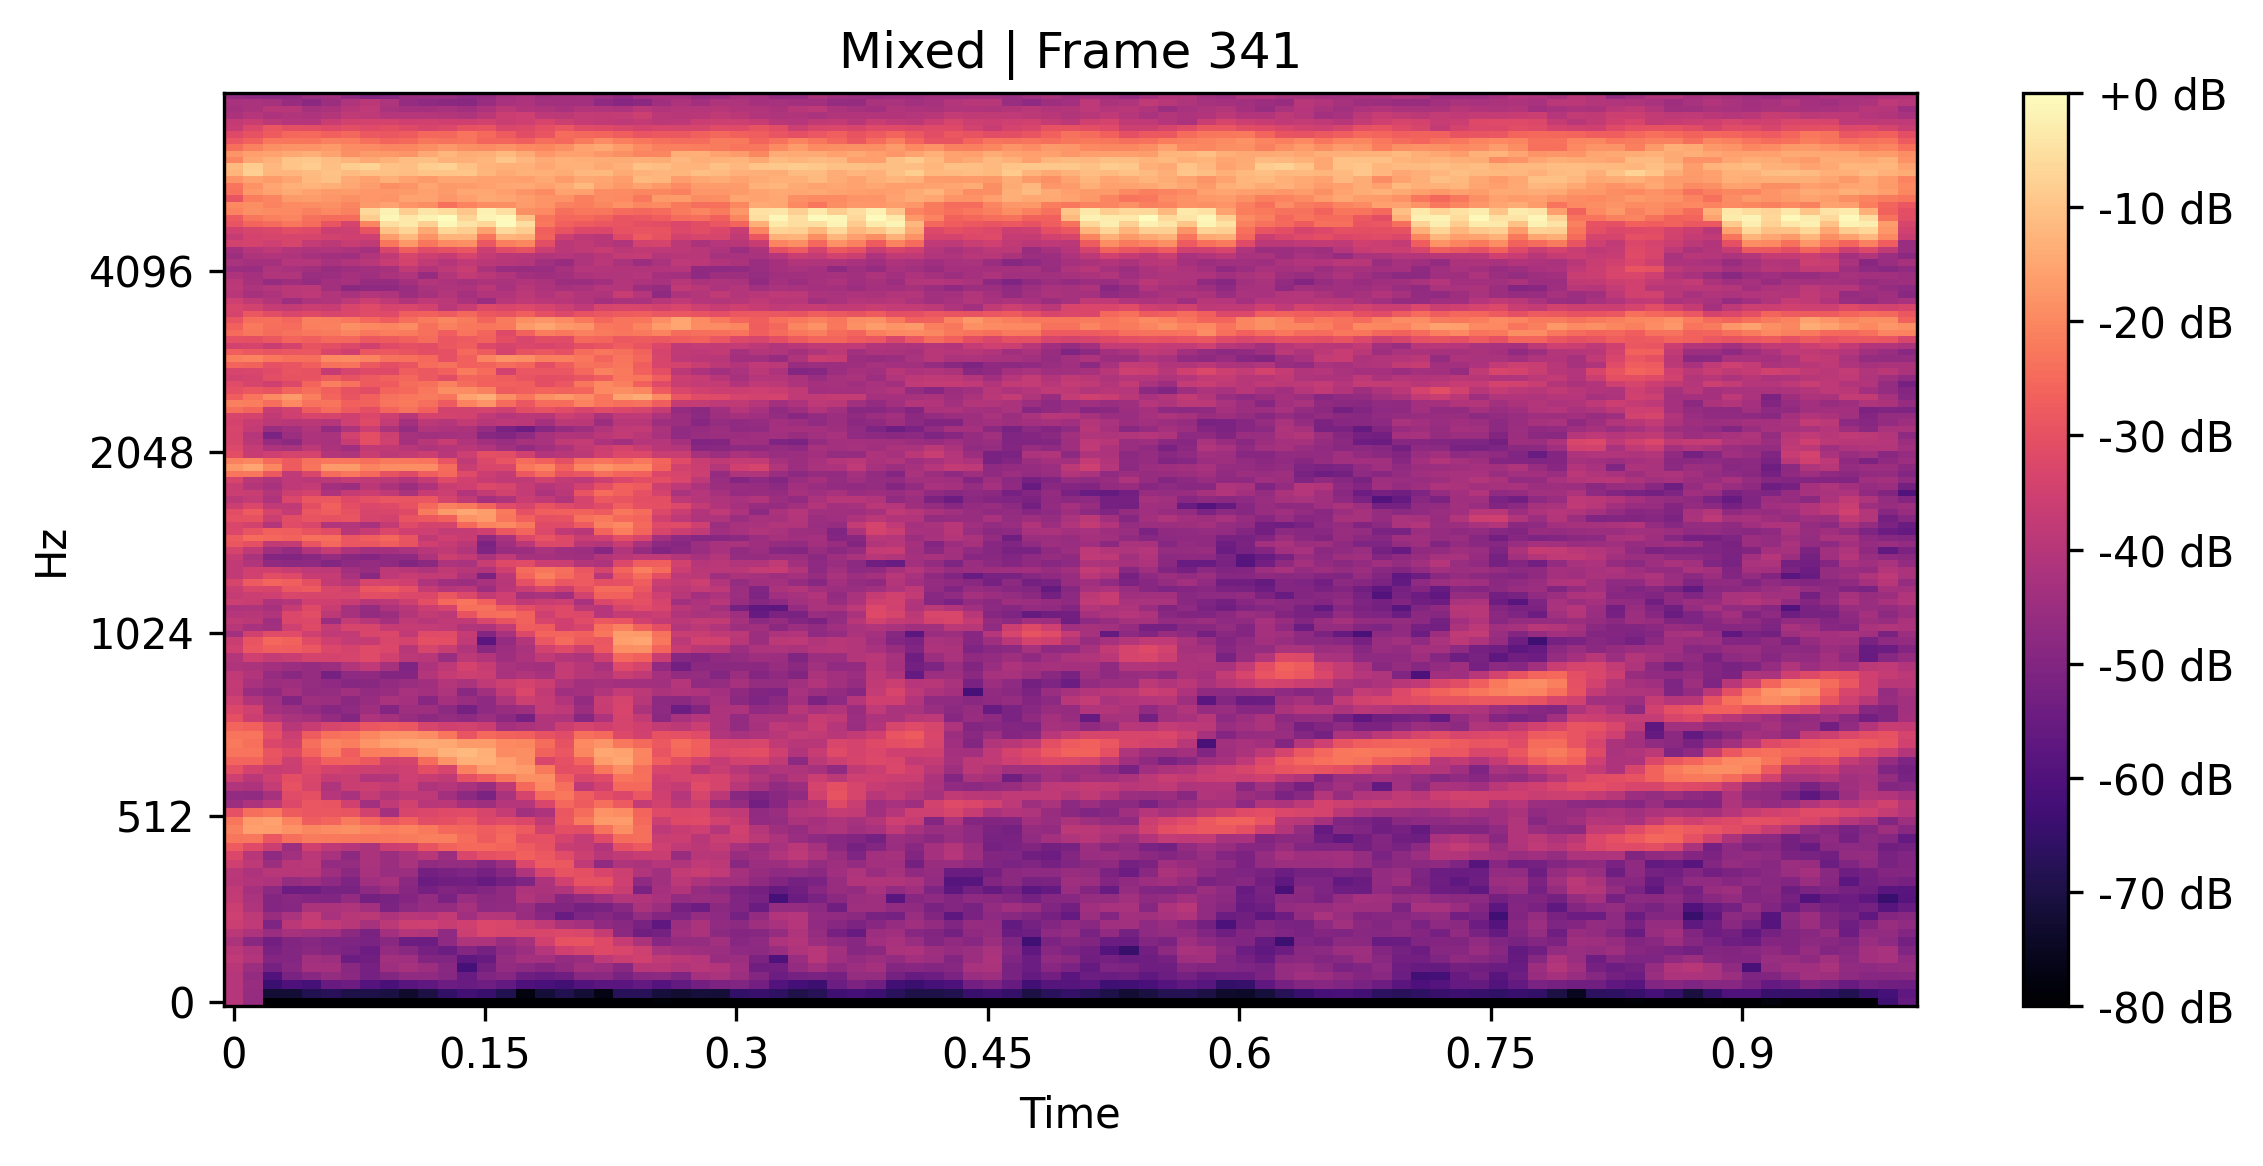 Mixed | Frame 341
Hz
4096
2048
1024
512
0
0 0.15 0.3 0.45 0.6 0.75 0.9
Time
+0 dB
-10 dB
-20 dB
-30 dB
-40 dB
-50 dB
-60 dB
-70 dB
-80 dB